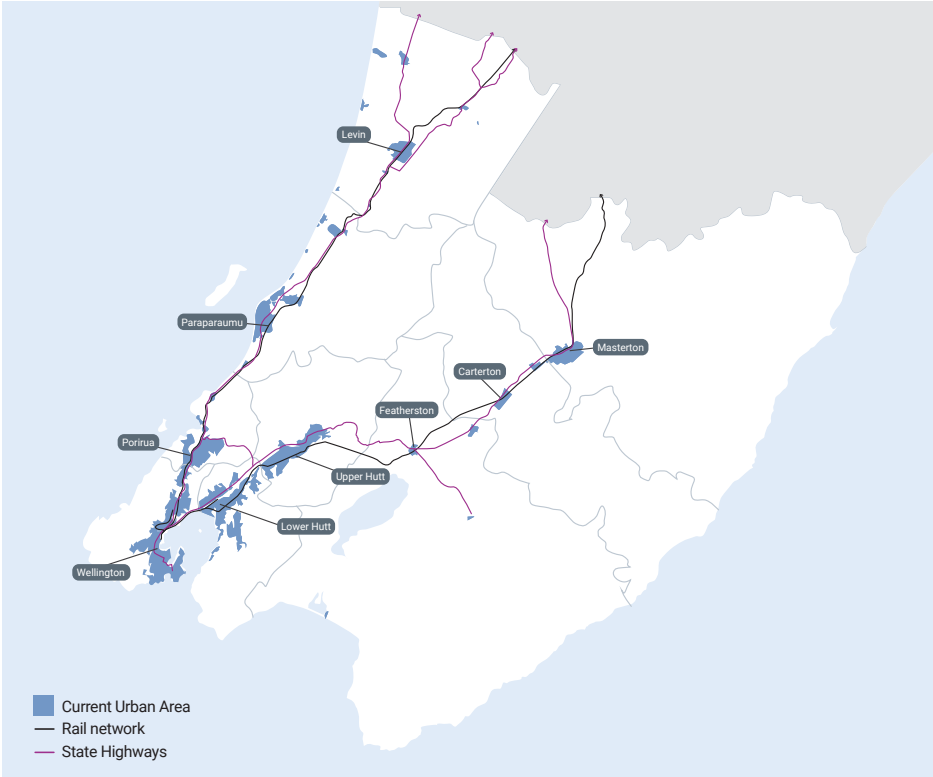 Levin
Paraparaumu
Masterton
Carterton
Featherston
Porirua
Upper Hutt
Lower Hutt
Wellington
Current Urban Area
Rail network
State Highways